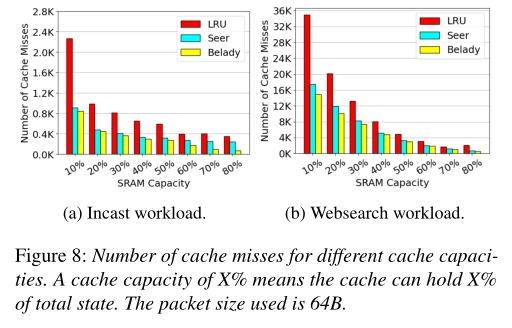 2.8K
2.4K
2.0K
1.6K
1.2K
0.8K
0.4K
0.0K
Number of Cache Misses
LRU
Seer
Belady
10% 20% 30% 40% 50% 60% 70% 80%
SRAM Capacity
(a) Incast workload.
36K
32K
28K
24K
20K
16K
12K
8K
4K
0K
Number of Cache Misses
LRU
Seer
Belady
10% 20% 30% 40% 50% 60% 70% 80%
SRAM Capacity
(b) Websearch workload.
Figure 8: Number of cache misses for different cache capaci-
ties. A cache capacity of X% means the cache can hold X%
of total state. The packet size used is 64B.